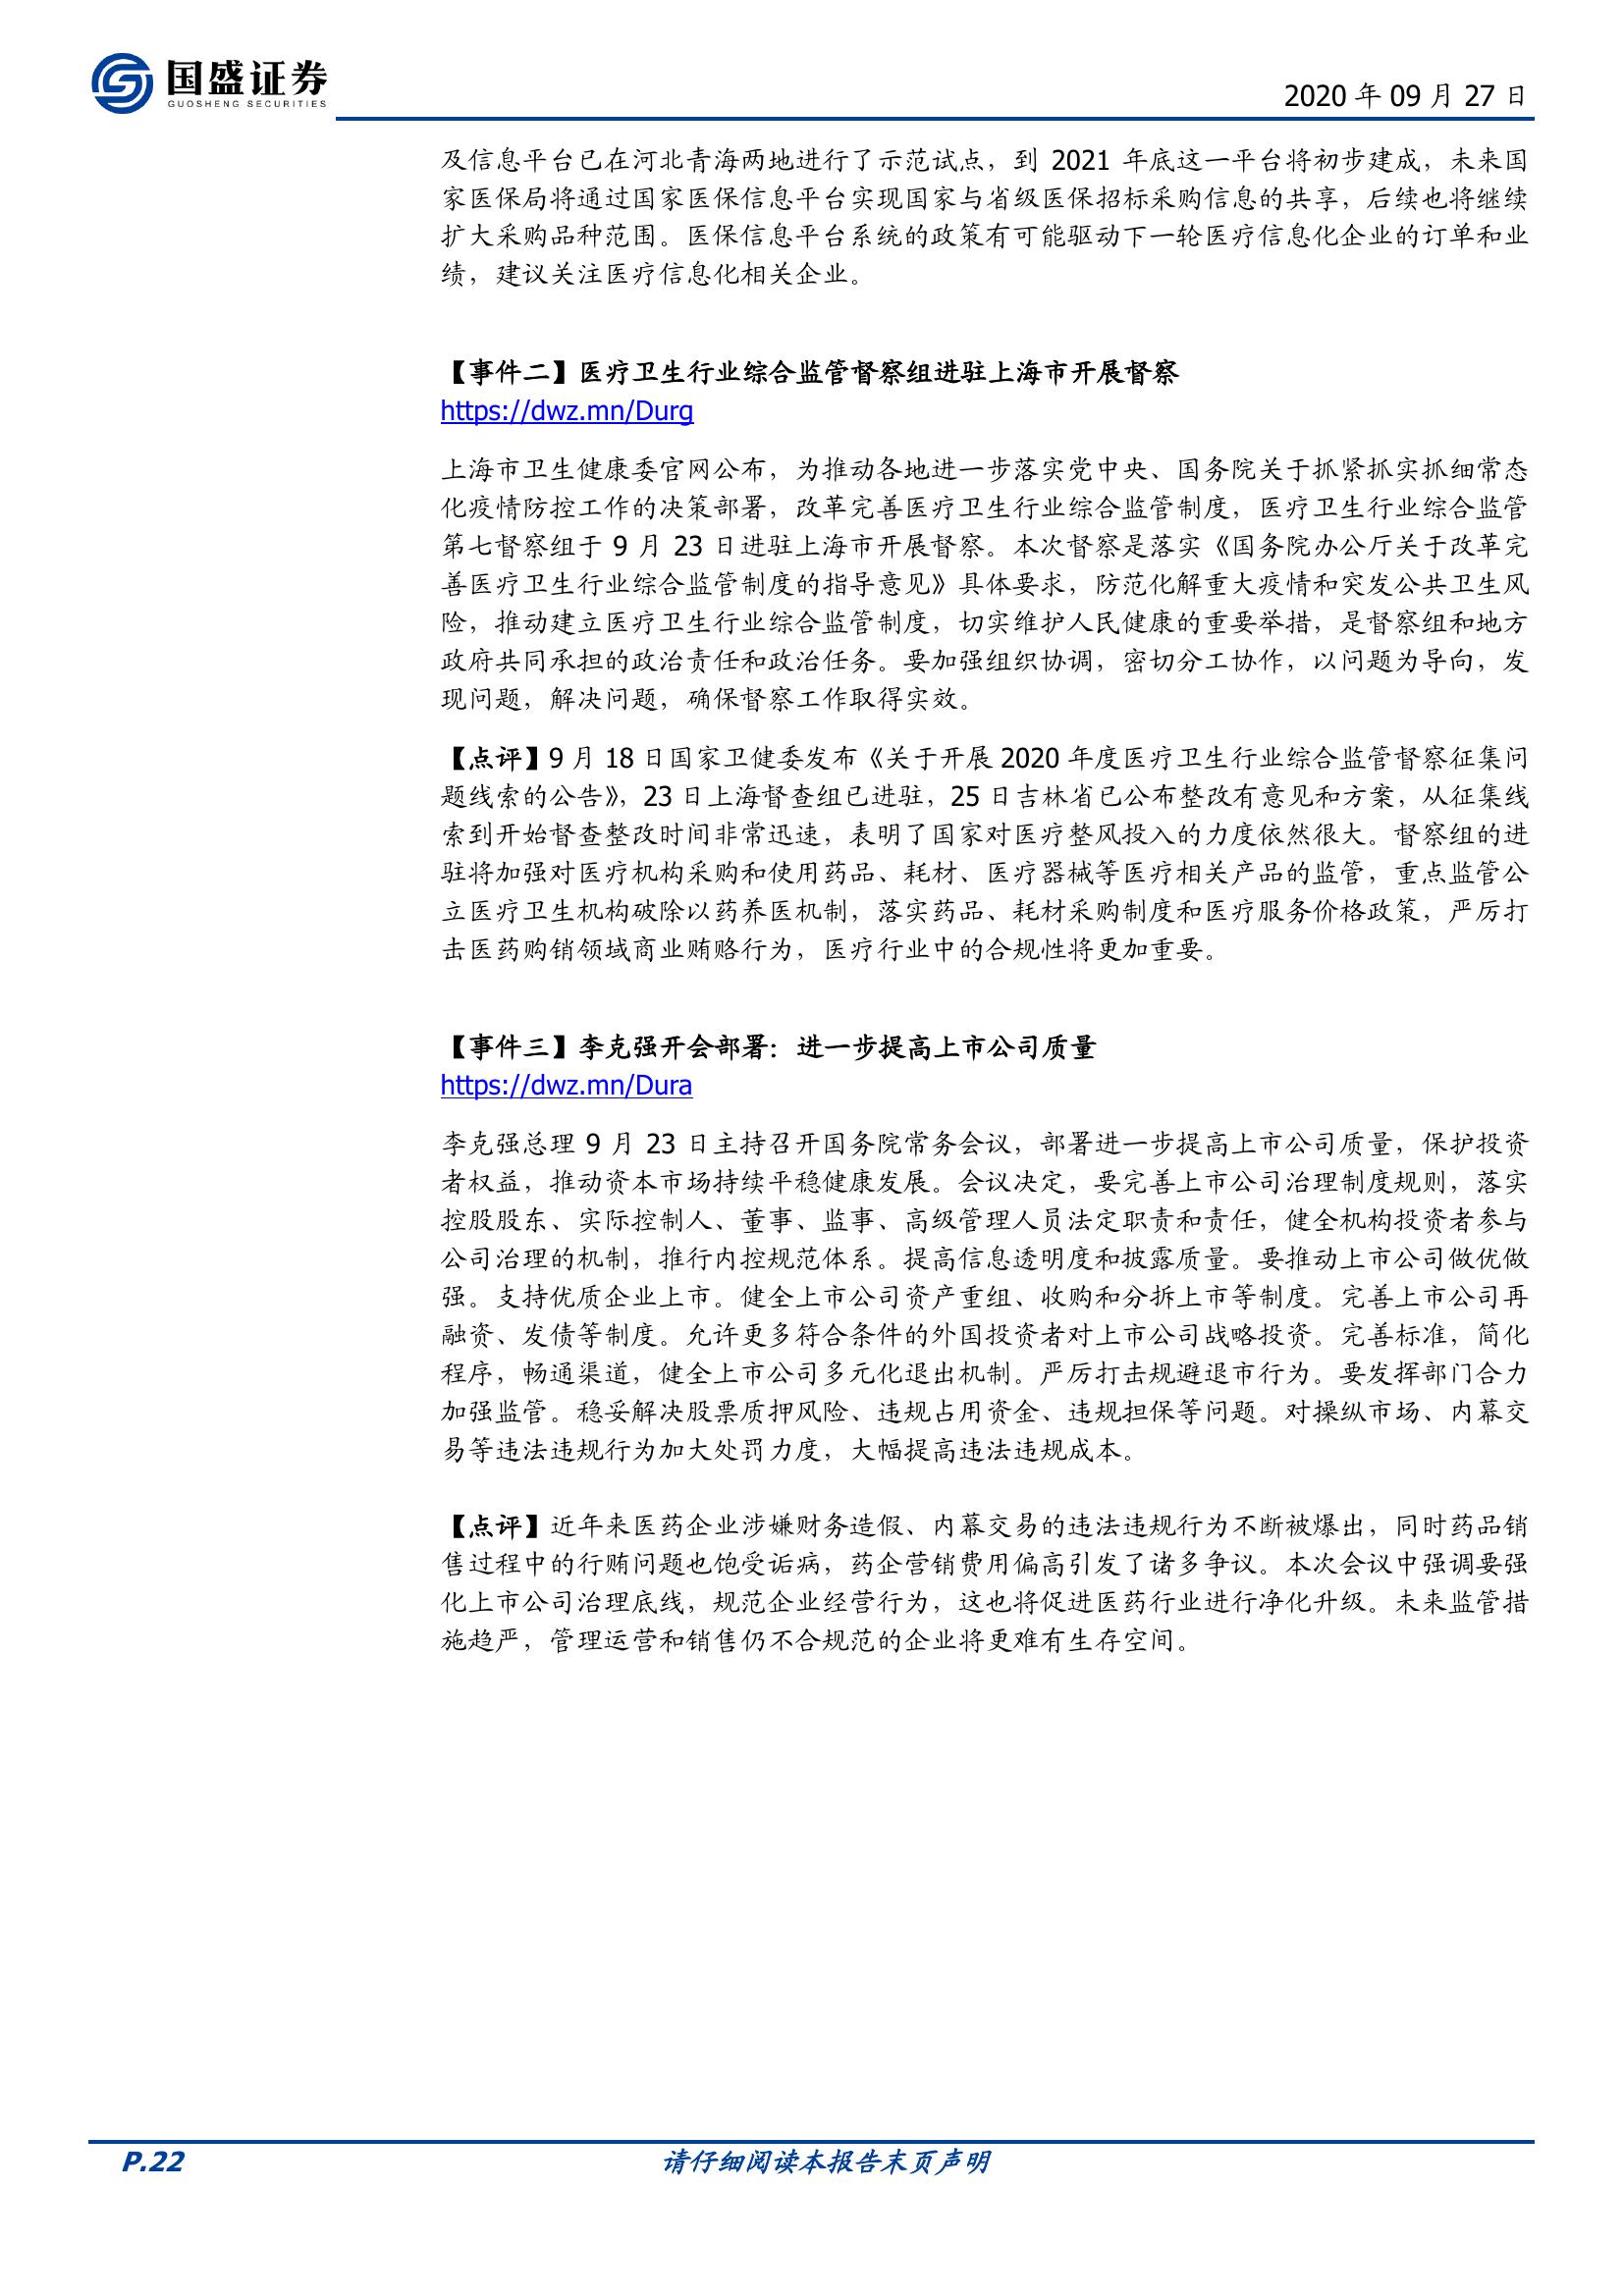 国盛证券
GUOSHENG SECURITIES
2020 年 09 月 27 日
及信息平台已在河北青海两地进行了示范试点，到 2021 年底这一平台将初步建成，未来国
家医保局将通过国家医保信息平台实现国家与省级医保招标采购信息的共享，后续也将继续
扩大采购品种范围。医保信息平台系统的政策有可能驱动下一轮医疗信息化企业的订单和业
绩，建议关注医疗信息化相关企业。
【事件二】医疗卫生行业综合监管督察组进驻上海市开展督察
https://dwz.mn/Durg
上海市卫生健康委官网公布，为推动各地进一步落实党中央、国务院关于抓紧抓实抓细常态
化疫情防控工作的决策部署，改革完善医疗卫生行业综合监管制度，医疗卫生行业综合监管
第七督察组于 9 月 23 日进驻上海市开展督察。本次督察是落实《国务院办公厅关于改革完
善医疗卫生行业综合监管制度的指导意见》具体要求，防范化解重大疫情和突发公共卫生风
险，推动建立医疗卫生行业综合监管制度，切实维护人民健康的重要举措，是督察组和地方
政府共同承担的政治责任和政治任务。要加强组织协调，密切分工协作，以问题为导向，发
现问题，解决问题，确保督察工作取得实效。
【点评】9 月 18 日国家卫健委发布《关于开展 2020 年度医疗卫生行业综合监管督察征集问
题线索的公告》，23 日上海督查组已进驻，25 日吉林省已公布整改有意见和方案，从征集线
索到开始督查整改时间非常迅速，表明了国家对医疗整风投入的力度依然很大。督察组的进
驻将加强对医疗机构采购和使用药品、耗材、医疗器械等医疗相关产品的监管，重点监管公
立医疗卫生机构破除以药养医机制，落实药品、耗材采购制度和医疗服务价格政策，严厉打
击医药购销领域商业贿赂行为，医疗行业中的合规性将更加重要。
【事件三】李克强开会部署：进一步提高上市公司质量
https://dwz.mn/Dura
李克强总理 9 月 23 日主持召开国务院常务会议，部署进一步提高上市公司质量，保护投资
者权益，推动资本市场持续平稳健康发展。会议决定，要完善上市公司治理制度规则，落实
控股股东、实际控制人、董事、监事、高级管理人员法定职责和责任，健全机构投资者参与
公司治理的机制，推行内控规范体系。提高信息透明度和披露质量。要推动上市公司做优做
强。支持优质企业上市。健全上市公司资产重组、收购和分拆上市等制度。完善上市公司再
融资、发债等制度。允许更多符合条件的外国投资者对上市公司战略投资。完善标准，简化
程序，畅通渠道，健全上市公司多元化退出机制。严厉打击规避退市行为。要发挥部门合力
加强监管。稳妥解决股票质押风险、违规占用资金、违规担保等问题。对操纵市场、内幕交
易等违法违规行为加大处罚力度，大幅提高违法违规成本。
【点评】近年来医药企业涉嫌财务造假、内幕交易的违法违规行为不断被爆出，同时药品销
售过程中的行贿问题也饱受诟病，药企营销费用偏高引发了诸多争议。本次会议中强调要强
化上市公司治理底线，规范企业经营行为，这也将促进医药行业进行净化升级。未来监管措
施趋严，管理运营和销售仍不合规范的企业将更难有生存空间。
P.22
请仔细阅读本报告末页声明